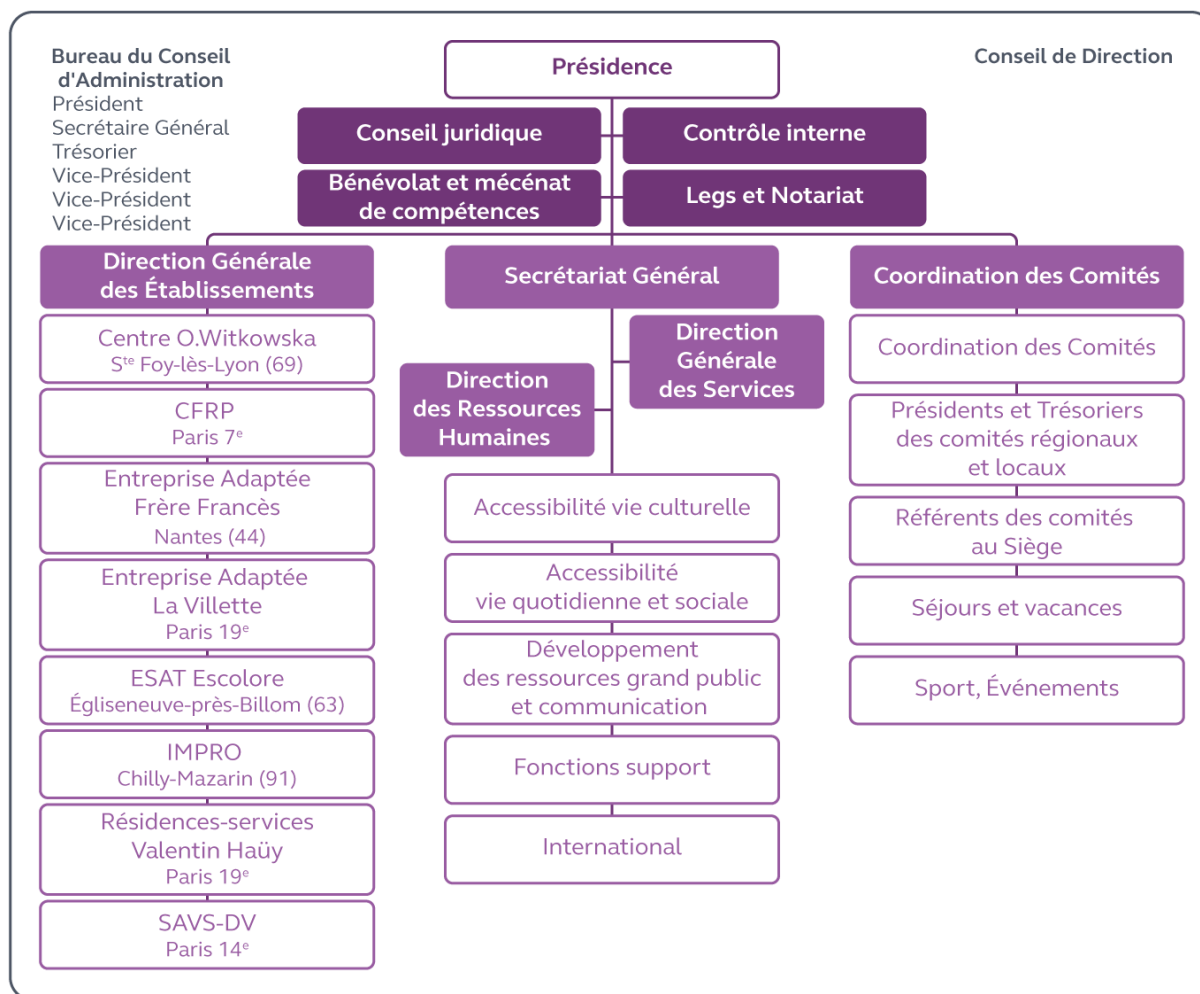 Bureau du Conseil
d'Administration
Président
Secrétaire Général
Trésorier
Vice-Président
Vice-Président
Vice-Président
Présidence
Conseil de Direction
Conseil juridique
Contrôle interne
Bénévolat et mécénat
de compétences
Legs et Notariat
Direction Générale
des Établissements
Centre O.Witkowska
Sᵗᵉ Foy-lès-Lyon (69)
CFRP
Paris 7ᵉ
Entreprise Adaptée
Frère Francès
Nantes (44)
Entreprise Adaptée
La Villette
Paris 19ᵉ
ESAT Escolore
Égliseneuve-près-Billom (63)
IMPRO
Chilly-Mazarin (91)
Résidences-services
Valentin Haüy
Paris 19ᵉ
SAVS-DV
Paris 14ᵉ
Secrétariat Général
Direction
Générale
des Services
Direction
des Ressources
Humaines
Accessibilité vie culturelle
Accessibilité
vie quotidienne et sociale
Développement
des ressources grand public
et communication
Fonctions support
International
Coordination des Comités
Coordination des Comités
Présidents et Trésoriers
des comités régionaux
et locaux
Référents des comités
au Siège
Séjours et vacances
Sport, Événements